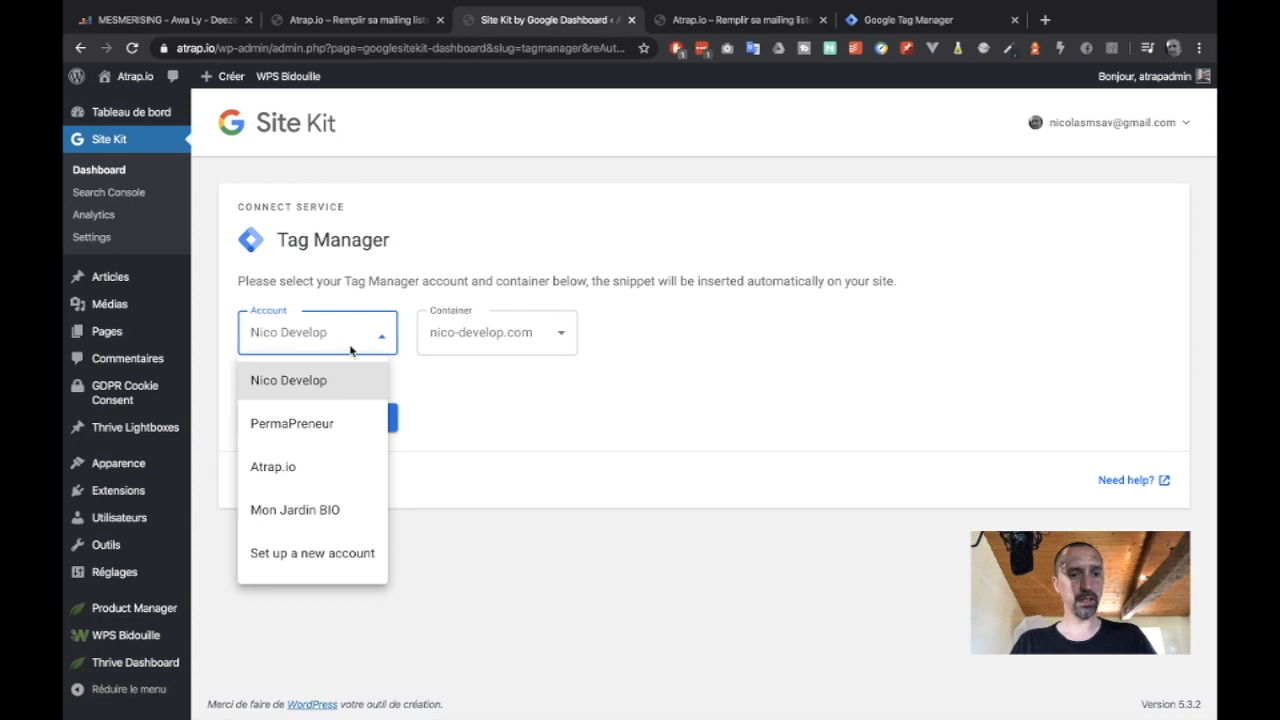 MESMERISING – Awa Ly - Deeze
Atrap.io – Remplir sa mailing list
Site Kit by Google Dashboard ‹
Atrap.io – Remplir sa mailing list
Google Tag Manager
atrap.io/wp-admin/admin.php?page=googlesitekit-dashboard&slug=tagmanager&reAut...
Atrap.io
Créer
WPS Bidouille
Bonjour, atrapadmin
Tableau de bord
Site Kit
Dashboard
Search Console
Analytics
Settings
Articles
Médias
Pages
Commentaires
GDPR Cookie
Consent
Thrive Lightboxes
Apparence
Extensions
Utilisateurs
Outils
Réglages
Product Manager
WPS Bidouille
Thrive Dashboard
Réduire le menu
Site Kit
nicolasmsav@gmail.com
CONNECT SERVICE
Tag Manager
Please select your Tag Manager account and container below, the snippet will be inserted automatically on your site.
Account
Nico Develop
Container
nico-develop.com
Nico Develop
PermaPreneur
Atrap.io
Mon Jardin BIO
Set up a new account
Need help?
Merci de faire de WordPress votre outil de création.
Version 5.3.2